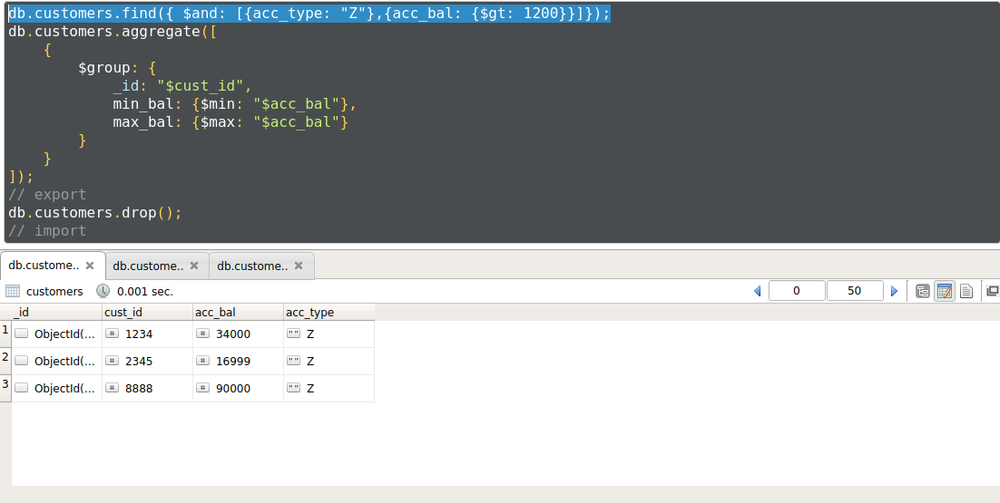 db.customers.find({ $and: [{acc_type: "Z"},{acc_bal: {$gt: 1200}}]});
db.customers.aggregate([
    {
        $group: {
            _id: "$cust_id",
            min_bal: {$min: "$acc_bal"},
            max_bal: {$max: "$acc_bal"}
        }
    }
]);
// export
db.customers.drop();
// import
db.custome.. db.custome.. db.custome..
customers 0.001 sec. 0 50
_id cust_id acc_bal acc_type
1 ObjectId(... # 1234 # 34000 "" Z
2 ObjectId(... # 2345 # 16999 "" Z
3 ObjectId(... # 8888 # 90000 "" Z